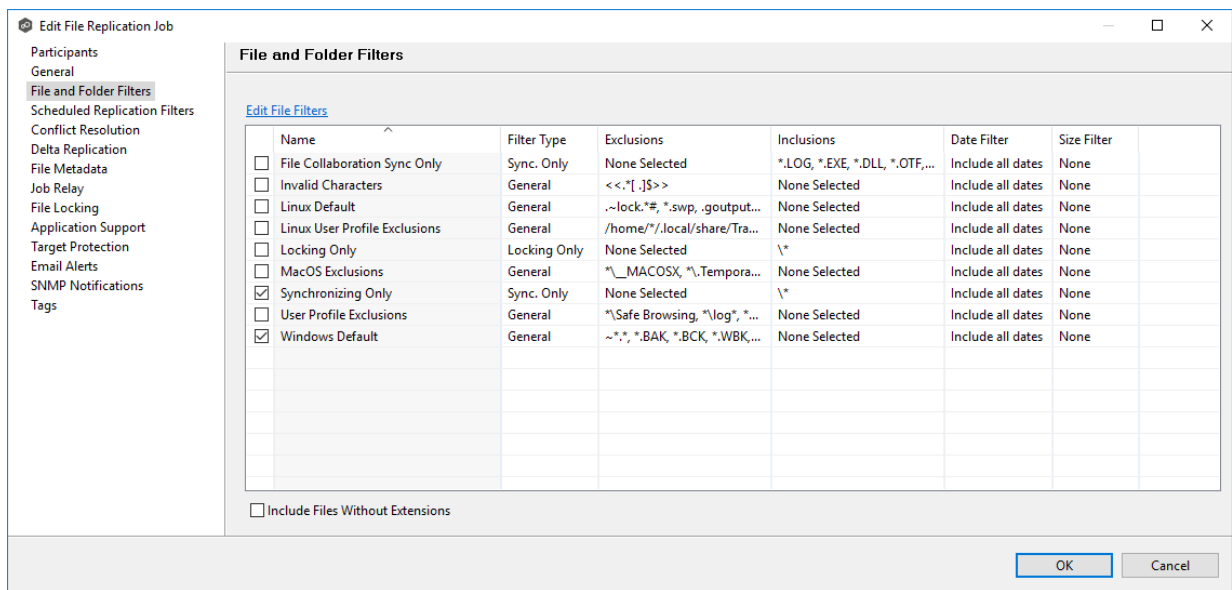 Edit File Replication Job
Participants
General
File and Folder Filters
Scheduled Replication Filters
Conflict Resolution
Delta Replication
File Metadata
Job Relay
File Locking
Application Support
Target Protection
Email Alerts
SNMP Notifications
Tags
File and Folder Filters
Edit File Filters
Name Filter Type Exclusions Inclusions Date Filter Size Filter
File Collaboration Sync Only Sync. Only None Selected *.LOG, *.EXE, *.DLL, *.OTF,... Include all dates None
Invalid Characters General <<.*[ .]$>> None Selected Include all dates None
Linux Default General .~lock.*#, *.swp, .goutput... None Selected Include all dates None
Linux User Profile Exclusions General /home/*/.local/share/Tra... None Selected Include all dates None
Locking Only Locking Only None Selected \* Include all dates None
MacOS Exclusions General *\__MACOSX, *\.Tempora... None Selected Include all dates None
Synchronizing Only Sync. Only None Selected \* Include all dates None
User Profile Exclusions General *\Safe Browsing, *\log*, *... None Selected Include all dates None
Windows Default General ~*.*, *.BAK, *.BCK, *.WBK,... None Selected Include all dates None
Include Files Without Extensions
OK Cancel